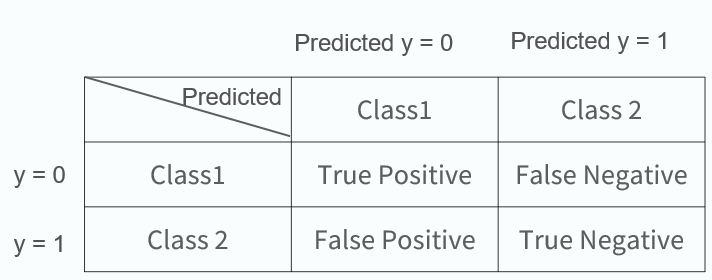 Predicted y = 0 Predicted y = 1
Predicted Class1 Class 2
y = 0 Class1 True Positive False Negative
y = 1 Class 2 False Positive True Negative